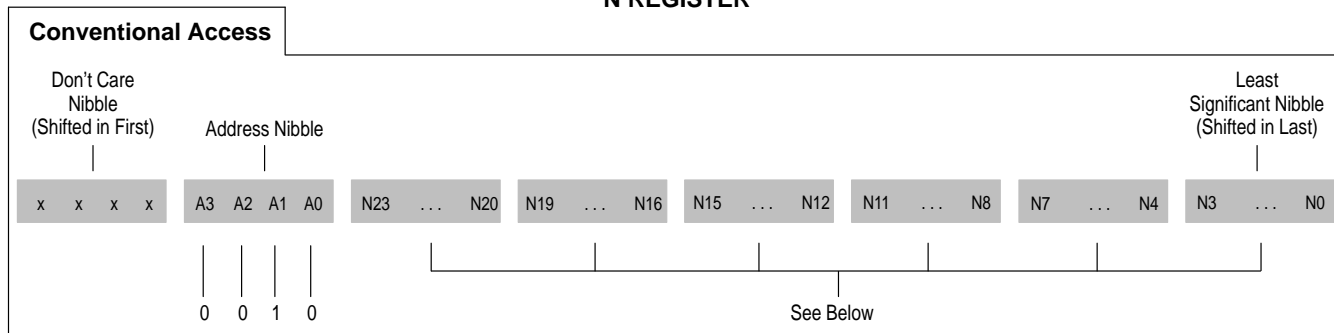 N REGISTER
Conventional Access
Don't Care
Nibble
(Shifted in First)
Address Nibble
Least
Significant Nibble
(Shifted in Last)
x x x x A3 A2 A1 A0 N23 ... N20 N19 ... N16 N15 ... N12 N11 ... N8 N7 ... N4 N3 ... N0
0 0 1 0
See Below